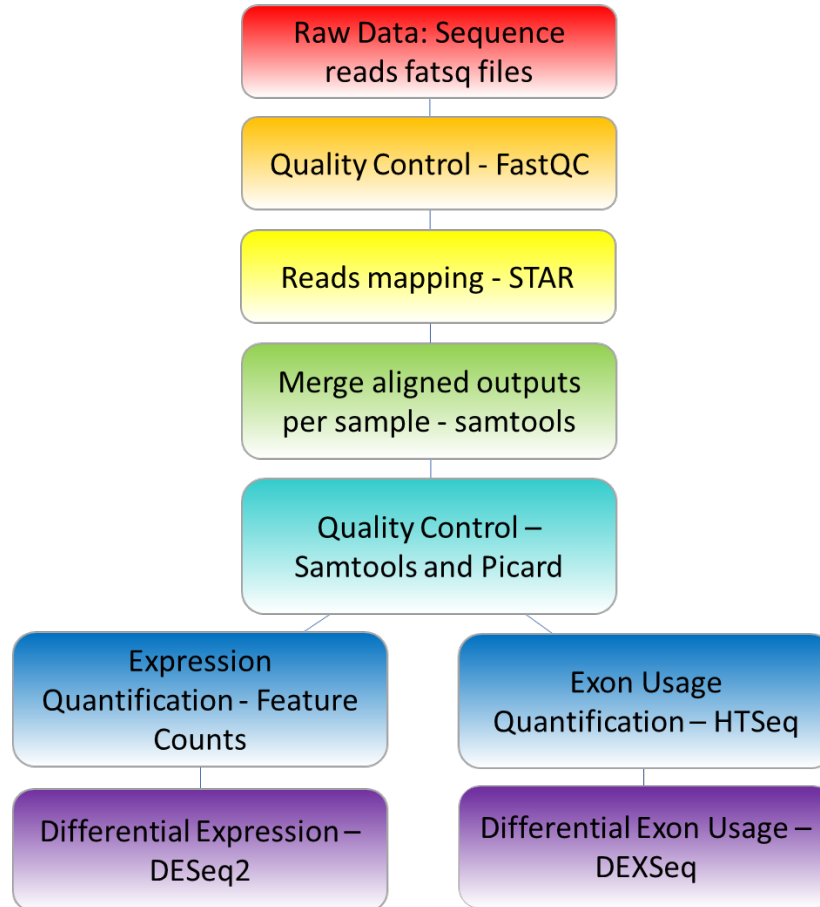 Raw Data: Sequence
reads fatsq files
Quality Control - FastQC
Reads mapping - STAR
Merge aligned outputs
per sample - samtools
Quality Control –
Samtools and Picard
Expression
Quantification - Feature
Counts
Exon Usage
Quantification – HTSeq
Differential Expression –
DESeq2
Differential Exon Usage –
DEXSeq